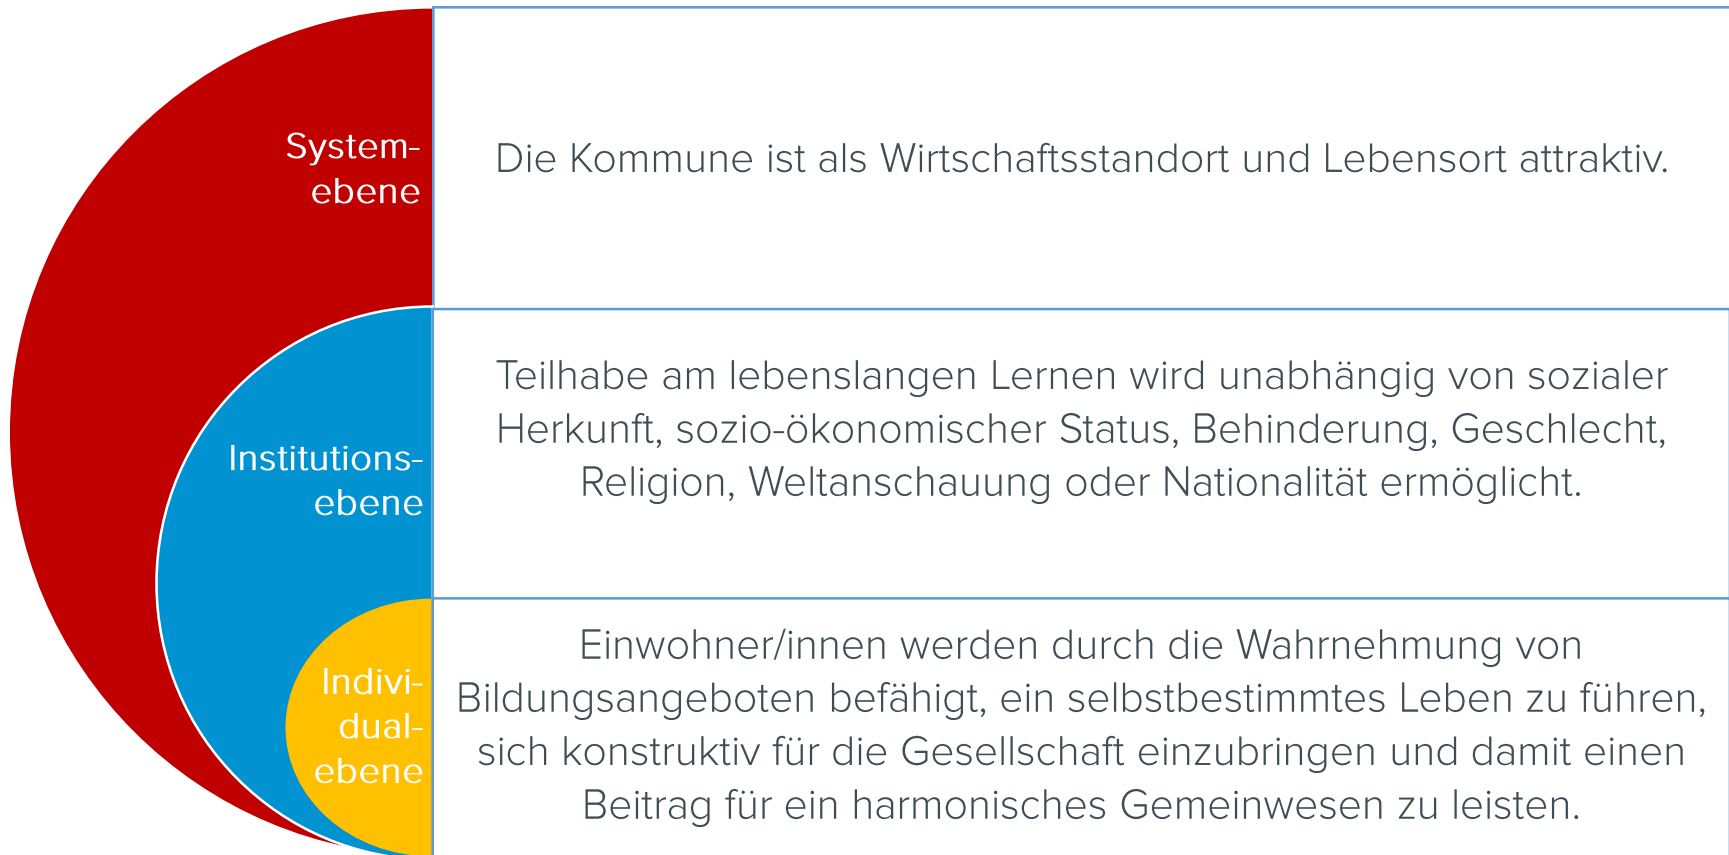 System-
ebene
Die Kommune ist als Wirtschaftsstandort und Lebensort attraktiv.
Institutions-
ebene
Teilhabe am lebenslangen Lernen wird unabhängig von sozialer
Herkunft, sozio-ökonomischer Status, Behinderung, Geschlecht,
Religion, Weltanschauung oder Nationalität ermöglicht.
Indivi-
dual-
ebene
Einwohner/innen werden durch die Wahrnehmung von
Bildungsangeboten befähigt, ein selbstbestimmtes Leben zu führen,
sich konstruktiv für die Gesellschaft einzubringen und damit einen
Beitrag für ein harmonisches Gemeinwesen zu leisten.